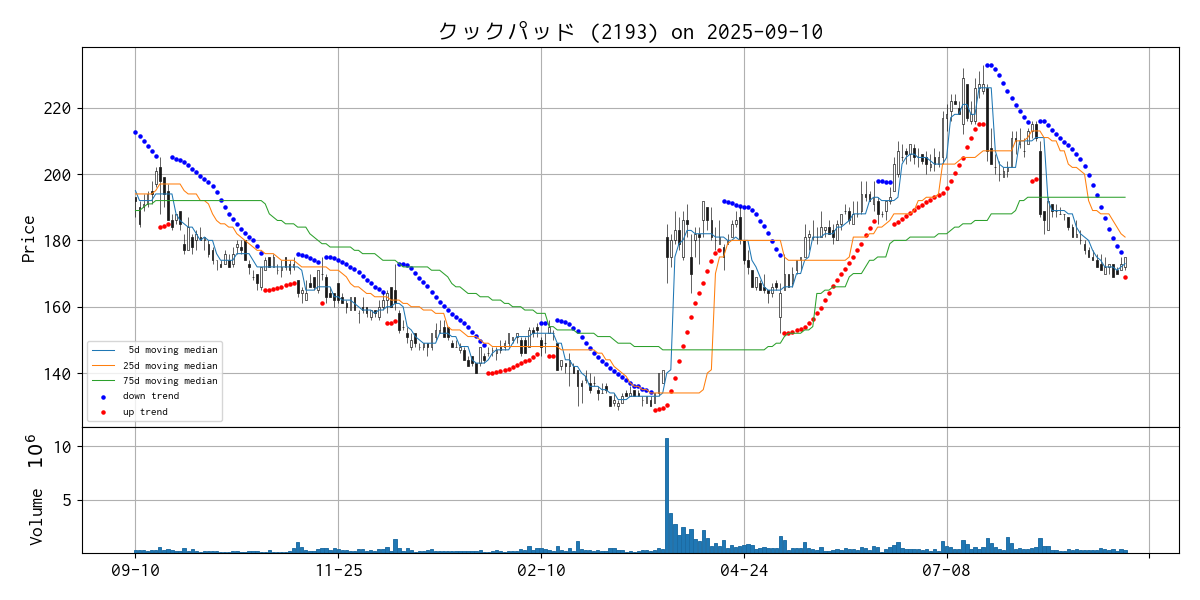 クックパッド (2193) on 2025-09-10
Price
220
200
180
160
140
5d moving median
25d moving median
75d moving median
down trend
up trend
Volume 10^6
10
5
09-10 11-25 02-10 04-24 07-08